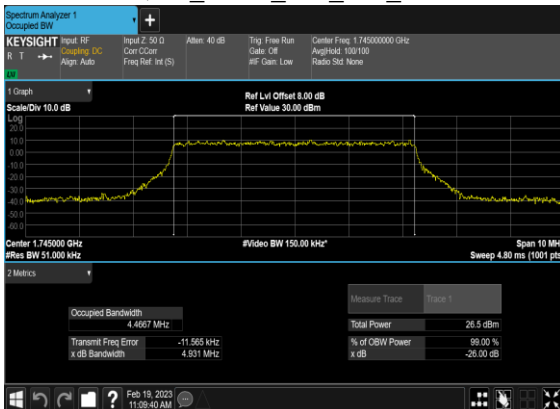 Spectrum Analyzer 1
Occupied BW
KEYSIGHT
R T
Input: RF
Coupling: DC
Align: Auto
Input Z: 50 Ω
Corr CCorr
Freq Ref: Int (S)
Atten: 40 dB
Trig: Free Run
Gate: Off
#IF Gain: Low
Center Freq: 1.745000000 GHz
Avg|Hold: 100/100
Radio Std: None
1 Graph
Scale/Div 10.0 dB
Ref Lvl Offset 8.00 dB
Ref Value 30.00 dBm
Log
20.0
10.0
0.00
-10.0
-20.0
-30.0
-40.0
-50.0
-60.0
Center 1.745000 GHz
#Res BW 51.000 kHz
#Video BW 150.00 kHz*
Span 10 MH
Sweep 4.80 ms (1001 pts
2 Metrics
Measure Trace
Trace 1
Occupied Bandwidth
4.4667 MHz
Total Power
26.5 dBm
Transmit Freq Error
-11.565 kHz
% of OBW Power
99.00 %
x dB Bandwidth
4.931 MHz
x dB
-26.00 dB
Feb 19, 2023
11:09:40 AM